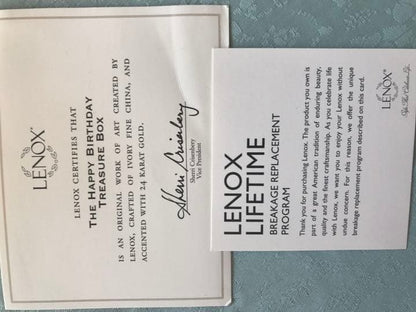 LENOX
LENOX CERTIFIES THAT
The Happy Birthday
Treasure Box
IS AN ORIGINAL WORK OF ART CREATED BY
LENOX, CRAFTED OF IVORY FINE CHINA, AND
ACCENTED WITH 24 KARAT GOLD.
Sherri Crisenbery
Sherri Crisenbery
Vice President
LENOX
LIFETIME
BREAKAGE REPLACEMENT
PROGRAM
Thank you for purchasing Lenox. The product you own is
part of a great American tradition of enduring beauty,
quality and the finest craftsmanship. As you celebrate life
with Lenox, we want you to enjoy your Lenox without
undue concern. For this reason, we offer the unique
breakage replacement program described on this card.
LENOX